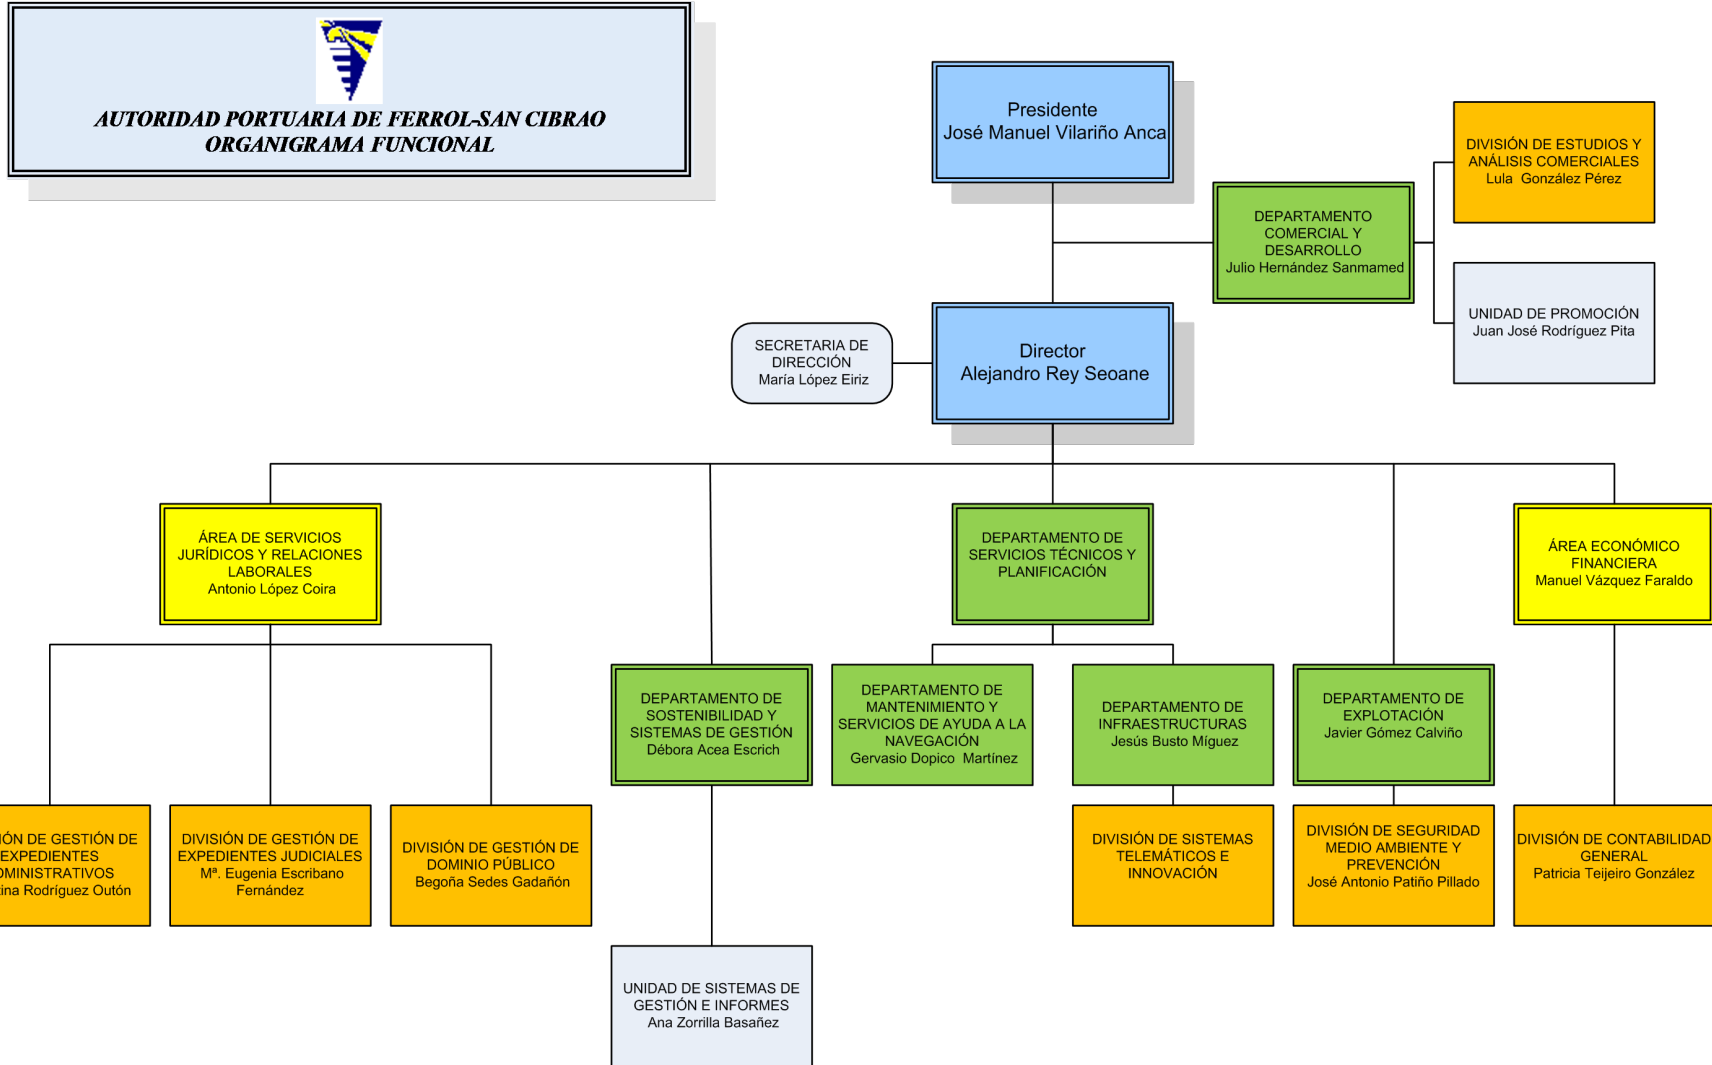 AUTORIDAD PORTUARIA DE FERROL-SAN CIBRAO
ORGANIGRAMA FUNCIONAL
Presidente
José Manuel Vilariño Anca
DEPARTAMENTO
COMERCIAL Y
DESARROLLO
Julio Hernández Sanmamed
DIVISIÓN DE ESTUDIOS Y
ANÁLISIS COMERCIALES
Lula González Pérez
UNIDAD DE PROMOCIÓN
Juan José Rodríguez Pita
SECRETARIA DE
DIRECCIÓN
María López Eiriz
Director
Alejandro Rey Seoane
ÁREA DE SERVICIOS
JURÍDICOS Y RELACIONES
LABORALES
Antonio López Coira
DEPARTAMENTO DE
SERVICIOS TÉCNICOS Y
PLANIFICACIÓN
ÁREA ECONÓMICO
FINANCIERA
Manuel Vázquez Faraldo
DEPARTAMENTO DE
SOSTENIBILIDAD Y
SISTEMAS DE GESTIÓN
Débora Acea Escrich
DEPARTAMENTO DE
MANTENIMIENTO Y
SERVICIOS DE AYUDA A LA
NAVEGACIÓN
Gervasio Dopico Martínez
DEPARTAMENTO DE
INFRAESTRUCTURAS
Jesús Busto Míguez
DEPARTAMENTO DE
EXPLOTACIÓN
Javier Gómez Calviño
DE GESTIÓN DE
EXPEDIENTES
Rodríguez Outón
DIVISIÓN DE GESTIÓN DE
EXPEDIENTES JUDICIALES
Mª. Eugenia Escribano
Fernández
DIVISIÓN DE GESTIÓN DE
DOMINIO PÚBLICO
Begoña Sedes Gadañón
DIVISIÓN DE SISTEMAS
TELEMÁTICOS E
INNOVACIÓN
DIVISIÓN DE SEGURIDAD
MEDIO AMBIENTE Y
PREVENCIÓN
José Antonio Patiño Pillado
DIVISIÓN DE CONTABILIDAD
GENERAL
Patricia Teijeiro González
UNIDAD DE SISTEMAS DE
GESTIÓN E INFORMES
Ana Zorrilla Basañez